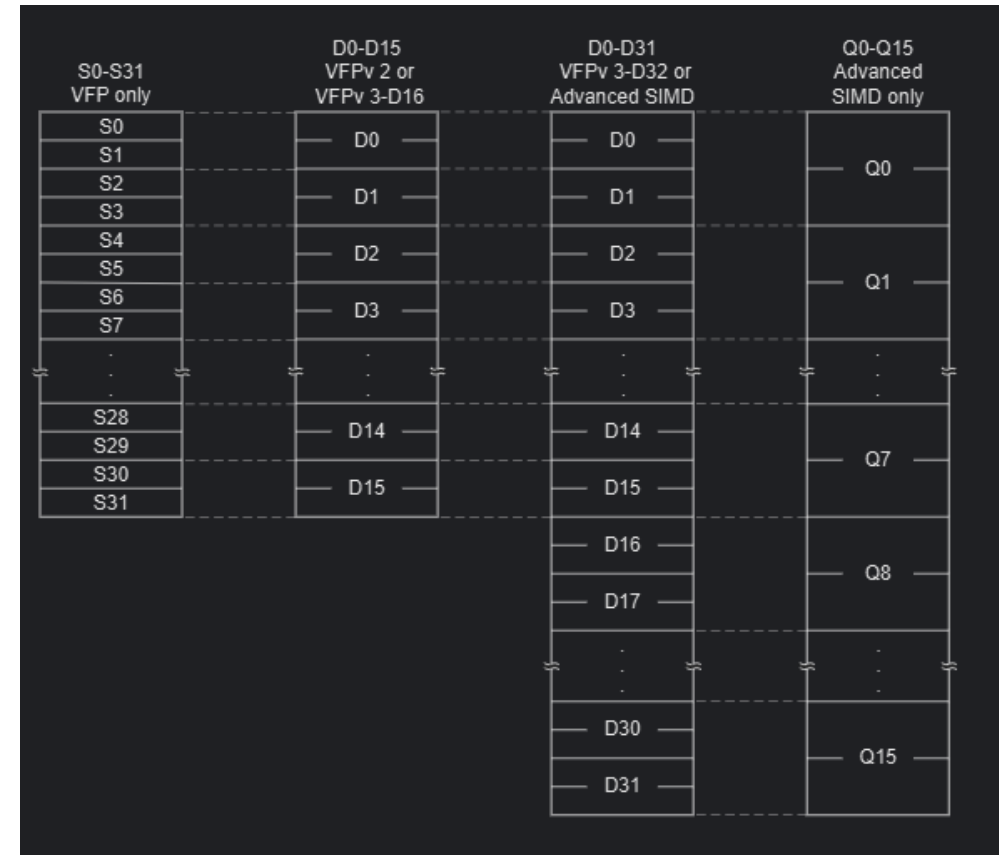 S0-S31
VFP only
D0-D15
VFPv 2 or
VFPv 3-D16
D0-D31
VFPv 3-D32 or
Advanced SIMD
Q0-Q15
Advanced
SIMD only
S0
S1
S2
S3
S4
S5
S6
S7
S28
S29
S30
S31
D0
D1
D2
D3
D14
D15
D0
D1
D2
D3
D14
D15
D16
D17
D30
D31
Q0
Q1
Q7
Q8
Q15